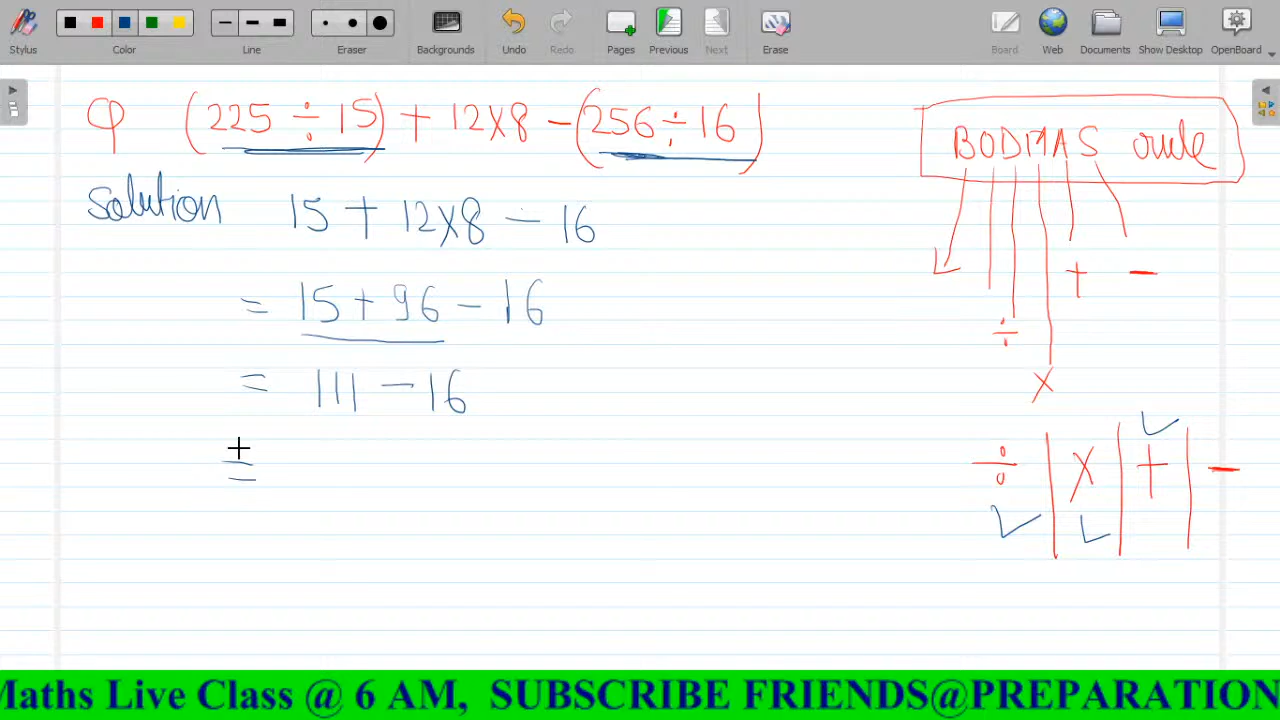 Stylus Color Line Eraser Backgrounds Undo Redo Pages Previous Next Erase Board Web Documents Show Desktop OpenBoard
Q (225 ÷ 15) + 12×8 - (256 ÷ 16)
BODMAS rule
Solution 15 + 12×8 - 16
+ -
= 15 + 96 - 16
÷
= 111 - 16
×
=
÷ | × | + | -
Maths Live Class @ 6 AM, SUBSCRIBE FRIENDS@PREPARATION